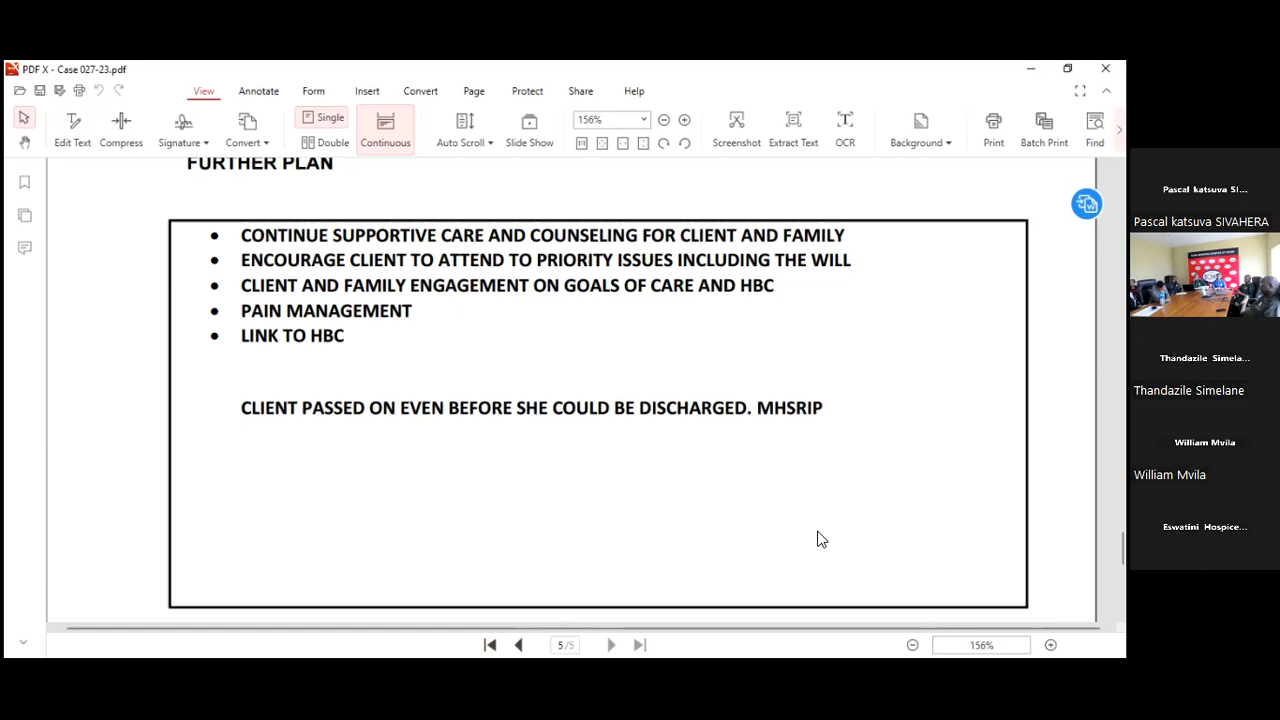 PDF X - Case 027-23.pdf
View Annotate Form Insert Convert Page Protect Share Help
Single
Double
Continuous
156%
Edit Text Compress Signature Convert Auto Scroll Slide Show Screenshot Extract Text OCR Background Print Batch Print Find
FURTHER PLAN
• CONTINUE SUPPORTIVE CARE AND COUNSELING FOR CLIENT AND FAMILY
• ENCOURAGE CLIENT TO ATTEND TO PRIORITY ISSUES INCLUDING THE WILL
• CLIENT AND FAMILY ENGAGEMENT ON GOALS OF CARE AND HBC
• PAIN MANAGEMENT
• LINK TO HBC
CLIENT PASSED ON EVEN BEFORE SHE COULD BE DISCHARGED. MHSRIP
5 /5
156%
Pascal katsuva SI...
Pascal katsuva SIVAHERA
Thandazile Simela...
Thandazile Simelane
William Mvila
William Mvila
Eswatini Hospice...